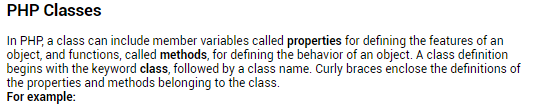 PHP Classes
In PHP, a class can include member variables called properties for defining the features of an
object, and functions, called methods, for defining the behavior of an object. A class definition
begins with the keyword class, followed by a class name. Curly braces enclose the definitions of
the properties and methods belonging to the class.
For example: